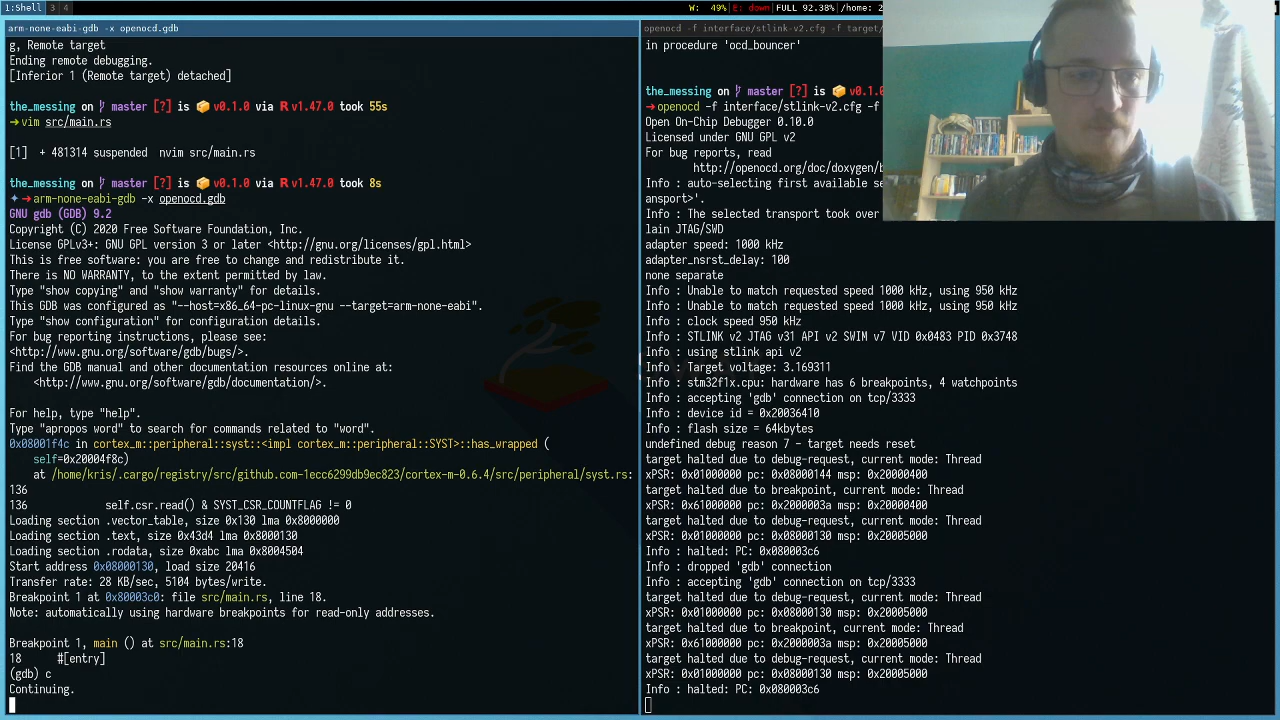 1:Shell 3 4
W: 49% E: down FULL 92.38% /home: 2
arm-none-eabi-gdb -x openocd.gdb
g, Remote target
Ending remote debugging.
[Inferior 1 (Remote target) detached]
the_messing on master [?] is v0.1.0 via R v1.47.0 took 55s
➜vim src/main.rs
[1]  + 481314 suspended  nvim src/main.rs
the_messing on master [?] is v0.1.0 via R v1.47.0 took 8s
✦ ➜arm-none-eabi-gdb -x openocd.gdb
GNU gdb (GDB) 9.2
Copyright (C) 2020 Free Software Foundation, Inc.
License GPLv3+: GNU GPL version 3 or later <http://gnu.org/licenses/gpl.html>
This is free software: you are free to change and redistribute it.
There is NO WARRANTY, to the extent permitted by law.
Type "show copying" and "show warranty" for details.
This GDB was configured as "--host=x86_64-pc-linux-gnu --target=arm-none-eabi".
Type "show configuration" for configuration details.
For bug reporting instructions, please see:
<http://www.gnu.org/software/gdb/bugs/>.
Find the GDB manual and other documentation resources online at:
    <http://www.gnu.org/software/gdb/documentation/>.
For help, type "help".
Type "apropos word" to search for commands related to "word".
0x08001f4c in cortex_m::peripheral::syst::<impl cortex_m::peripheral::SYST>::has_wrapped (
    self=0x20004f8c)
    at /home/kris/.cargo/registry/src/github.com-1ecc6299db9ec823/cortex-m-0.6.4/src/peripheral/syst.rs:
136
136             self.csr.read() & SYST_CSR_COUNTFLAG != 0
Loading section .vector_table, size 0x130 lma 0x8000000
Loading section .text, size 0x43d4 lma 0x8000130
Loading section .rodata, size 0xabc lma 0x8004504
Start address 0x08000130, load size 20416
Transfer rate: 28 KB/sec, 5104 bytes/write.
Breakpoint 1 at 0x80003c0: file src/main.rs, line 18.
Note: automatically using hardware breakpoints for read-only addresses.
Breakpoint 1, main () at src/main.rs:18
18      #[entry]
(gdb) c
Continuing.
openocd -f interface/stlink-v2.cfg -f target/
in procedure 'ocd_bouncer'
the_messing on master [?] is v0.1.0
➜openocd -f interface/stlink-v2.cfg -f
Open On-Chip Debugger 0.10.0
Licensed under GNU GPL v2
For bug reports, read
        http://openocd.org/doc/doxygen/b
Info : auto-selecting first available se
ansport>'.
Info : The selected transport took over
lain JTAG/SWD
adapter speed: 1000 kHz
adapter_nsrst_delay: 100
none separate
Info : Unable to match requested speed 1000 kHz, using 950 kHz
Info : Unable to match requested speed 1000 kHz, using 950 kHz
Info : clock speed 950 kHz
Info : STLINK v2 JTAG v31 API v2 SWIM v7 VID 0x0483 PID 0x3748
Info : using stlink api v2
Info : Target voltage: 3.169311
Info : stm32f1x.cpu: hardware has 6 breakpoints, 4 watchpoints
Info : accepting 'gdb' connection on tcp/3333
Info : device id = 0x20036410
Info : flash size = 64kbytes
undefined debug reason 7 - target needs reset
target halted due to debug-request, current mode: Thread
xPSR: 0x01000000 pc: 0x08000144 msp: 0x20000400
target halted due to breakpoint, current mode: Thread
xPSR: 0x61000000 pc: 0x2000003a msp: 0x20000400
target halted due to debug-request, current mode: Thread
xPSR: 0x01000000 pc: 0x08000130 msp: 0x20005000
Info : halted: PC: 0x080003c6
Info : dropped 'gdb' connection
Info : accepting 'gdb' connection on tcp/3333
target halted due to debug-request, current mode: Thread
xPSR: 0x01000000 pc: 0x08000130 msp: 0x20005000
target halted due to breakpoint, current mode: Thread
xPSR: 0x61000000 pc: 0x2000003a msp: 0x20005000
target halted due to debug-request, current mode: Thread
xPSR: 0x01000000 pc: 0x08000130 msp: 0x20005000
Info : halted: PC: 0x080003c6